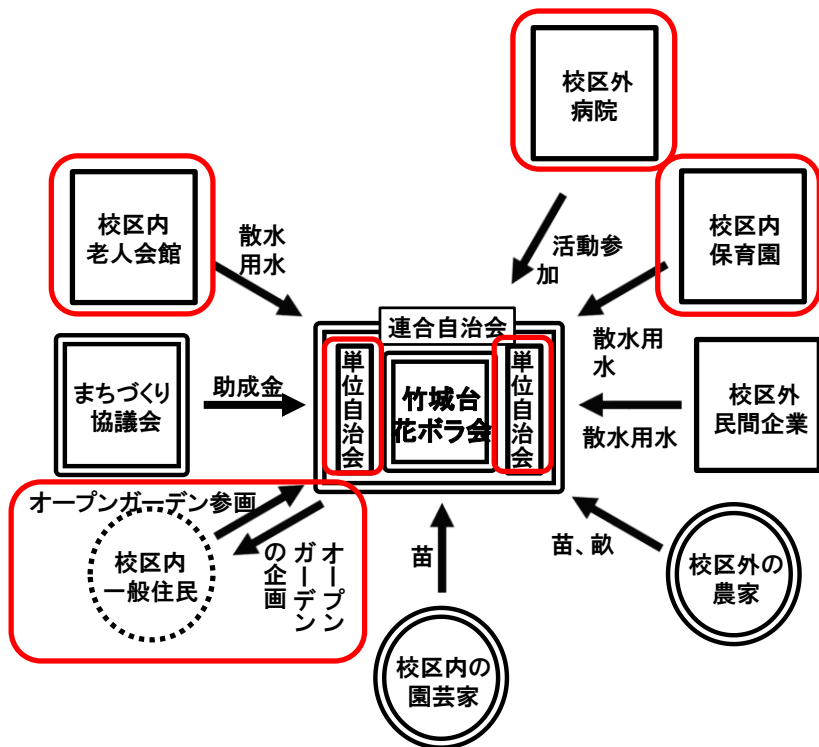 校区外
病院
校区内
老人会館
散水
用水
活動参
加
校区内
保育園
連合自治会
単位自治会
竹城台
花ボラ会
単位自治会
まちづくり
協議会
助成金
散水用
水
散水用水
校区外
民間企業
オープンガーデン参画
校区内
一般住民
オープン
ガーデン
の企画
苗
苗、畝
校区外の
農家
校区内の
園芸家